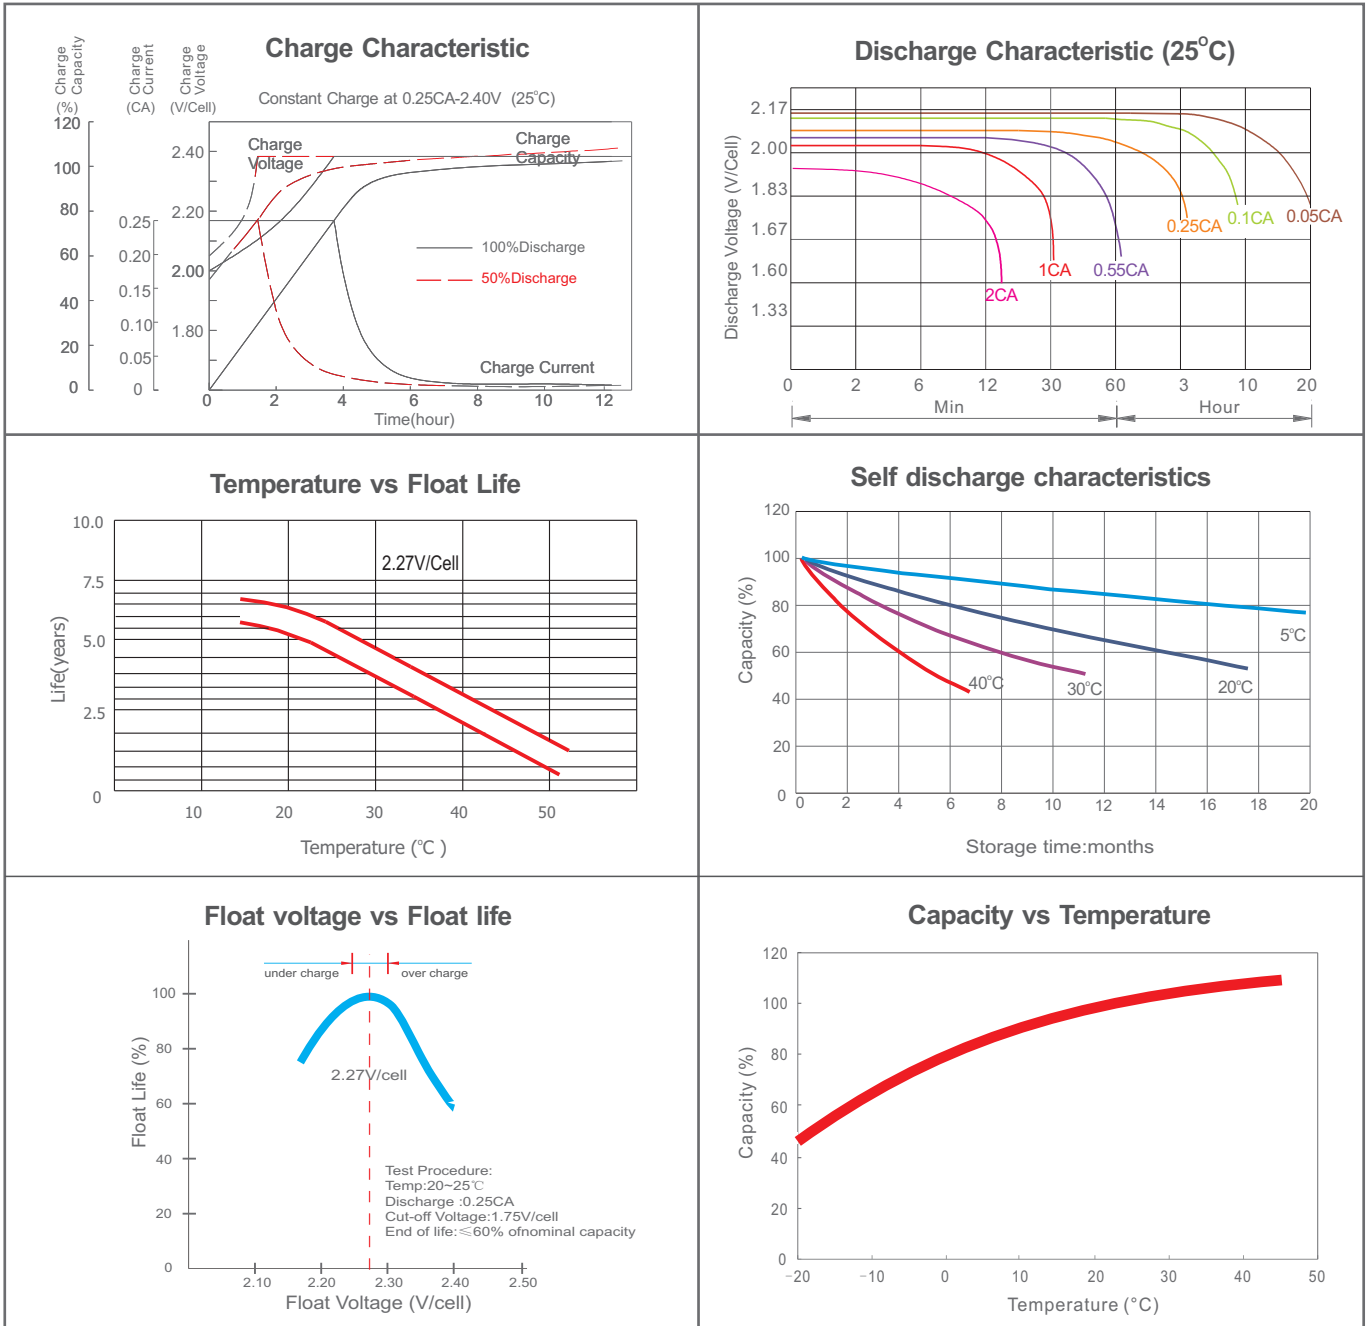 Charge Characteristic
Charge Capacity
Charge Current
Charge Voltage
(%)
(CA)
(V/Cell)
Constant Charge at 0.25CA-2.40V (25°C)
120
100
80
60
40
20
0
0.25
0.20
0.15
0.10
0.05
0
2.40
2.20
2.00
1.80
Charge Voltage
Charge Capacity
100%Discharge
50%Discharge
Charge Current
0 2 4 6 8 10 12
Time(hour)
Discharge Characteristic (25°C)
Discharge Voltage (V/Cell)
2.17
2.00
1.83
1.67
1.60
1.33
2CA
1CA
0.55CA
0.25CA
0.1CA
0.05CA
0 2 6 12 30 60 3 10 20
Min Hour
Temperature vs Float Life
Life(years)
10.0
7.5
5.0
2.5
0
2.27V/Cell
10 20 30 40 50
Temperature (℃ )
Self discharge characteristics
Capacity (%)
120
100
80
60
40
20
0
5°C
20°C
30°C
40°C
0 2 4 6 8 10 12 14 16 18 20
Storage time:months
Float voltage vs Float life
under charge over charge
Float Life (%)
100
80
60
40
20
0
2.27V/cell
Test Procedure:
Temp:20~25℃
Discharge :0.25CA
Cut-off Voltage:1.75V/cell
End of life:≤60% ofnominal capacity
2.10 2.20 2.30 2.40 2.50
Float Voltage (V/cell)
Capacity vs Temperature
Capacity (%)
120
100
80
60
40
20
0
−20 −10 0 10 20 30 40 50
Temperature (°C)